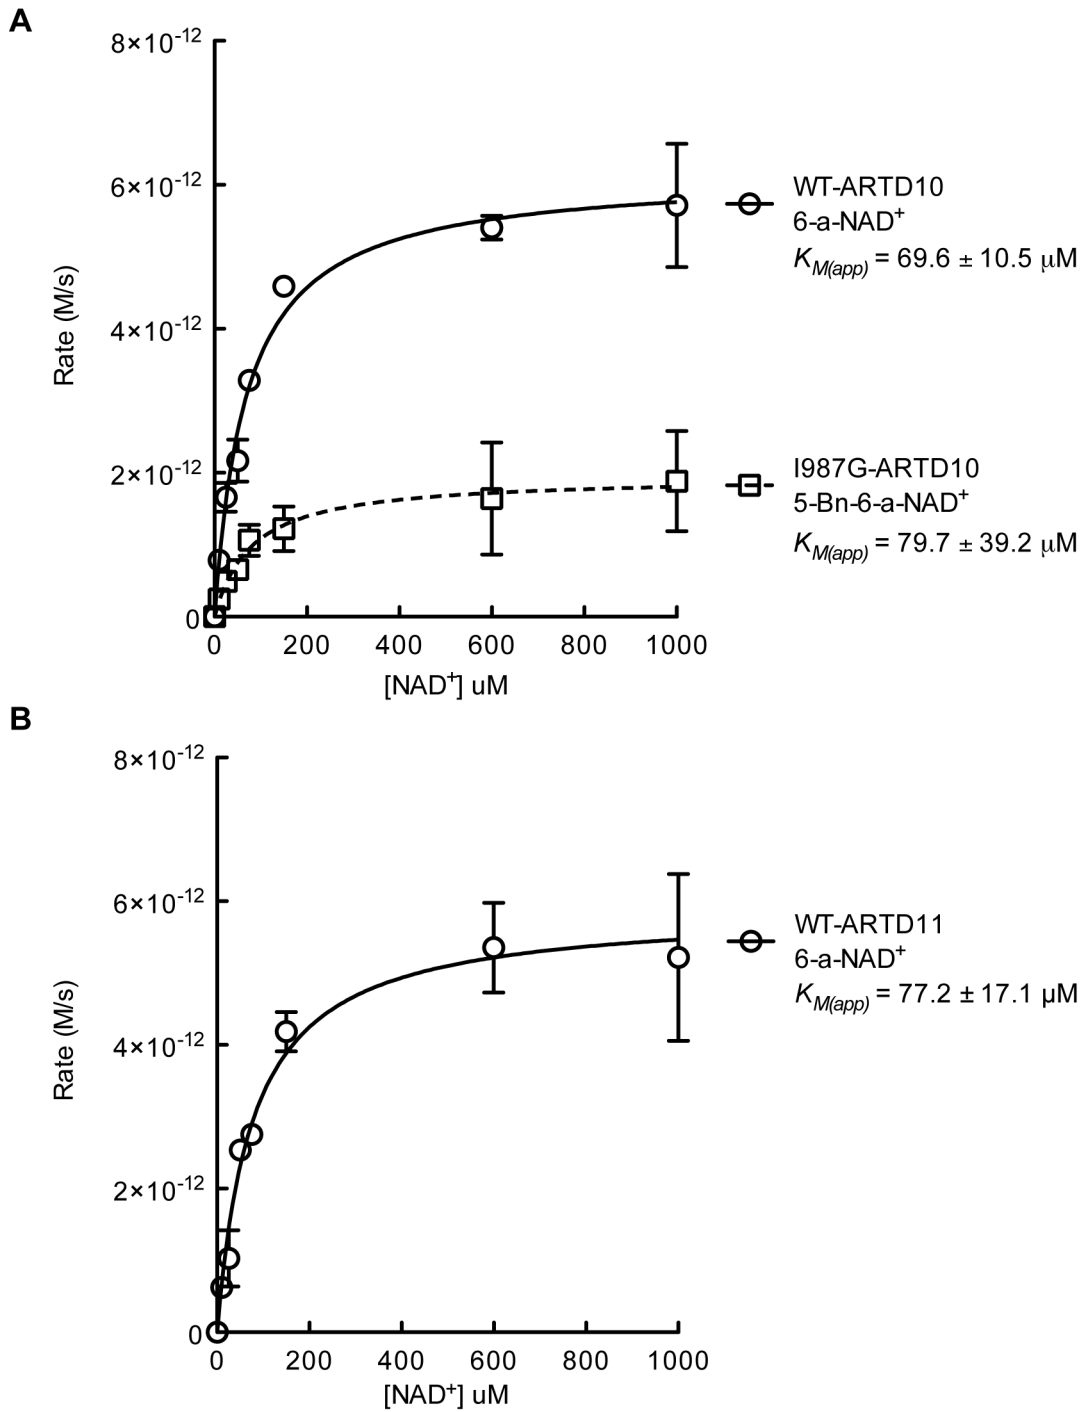 A
8×10⁻¹²
6×10⁻¹²
4×10⁻¹²
2×10⁻¹²
0
Rate (M/s)
0 200 400 600 800 1000
[NAD⁺] uM
WT-ARTD10
6-a-NAD⁺
K_M(app) = 69.6 ± 10.5 μM
I987G-ARTD10
5-Bn-6-a-NAD⁺
K_M(app) = 79.7 ± 39.2 μM
B
8×10⁻¹²
6×10⁻¹²
4×10⁻¹²
2×10⁻¹²
0
Rate (M/s)
0 200 400 600 800 1000
[NAD⁺] uM
WT-ARTD11
6-a-NAD⁺
K_M(app) = 77.2 ± 17.1 µM